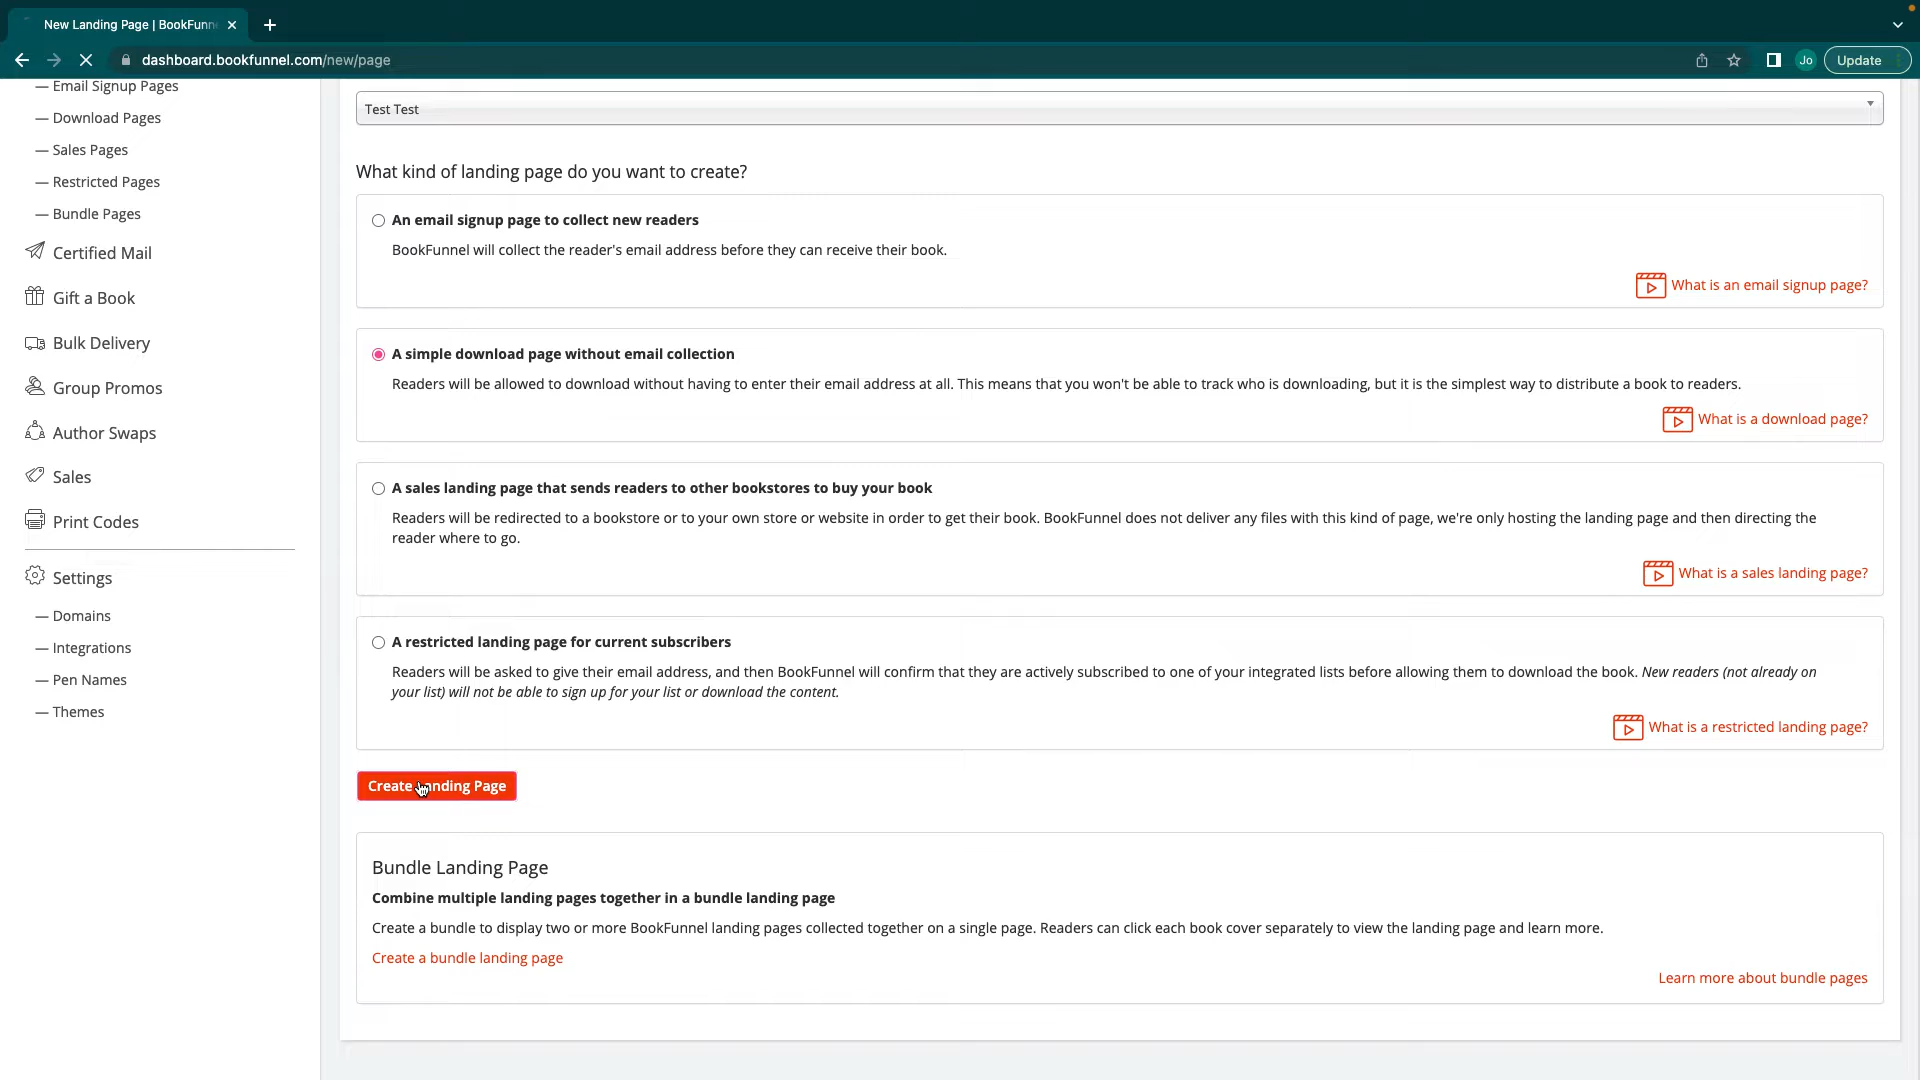 New Landing Page | BookFunn
dashboard.bookfunnel.com/new/page
Jo
Update
— Email Signup Pages
— Download Pages
— Sales Pages
— Restricted Pages
— Bundle Pages
Certified Mail
Gift a Book
Bulk Delivery
Group Promos
Author Swaps
Sales
Print Codes
Settings
— Domains
— Integrations
— Pen Names
— Themes
Test Test
What kind of landing page do you want to create?
An email signup page to collect new readers
BookFunnel will collect the reader's email address before they can receive their book.
What is an email signup page?
A simple download page without email collection
Readers will be allowed to download without having to enter their email address at all. This means that you won't be able to track who is downloading, but it is the simplest way to distribute a book to readers.
What is a download page?
A sales landing page that sends readers to other bookstores to buy your book
Readers will be redirected to a bookstore or to your own store or website in order to get their book. BookFunnel does not deliver any files with this kind of page, we're only hosting the landing page and then directing the
reader where to go.
What is a sales landing page?
A restricted landing page for current subscribers
Readers will be asked to give their email address, and then BookFunnel will confirm that they are actively subscribed to one of your integrated lists before allowing them to download the book. New readers (not already on
your list) will not be able to sign up for your list or download the content.
What is a restricted landing page?
Create Landing Page
Bundle Landing Page
Combine multiple landing pages together in a bundle landing page
Create a bundle to display two or more BookFunnel landing pages collected together on a single page. Readers can click each book cover separately to view the landing page and learn more.
Create a bundle landing page
Learn more about bundle pages